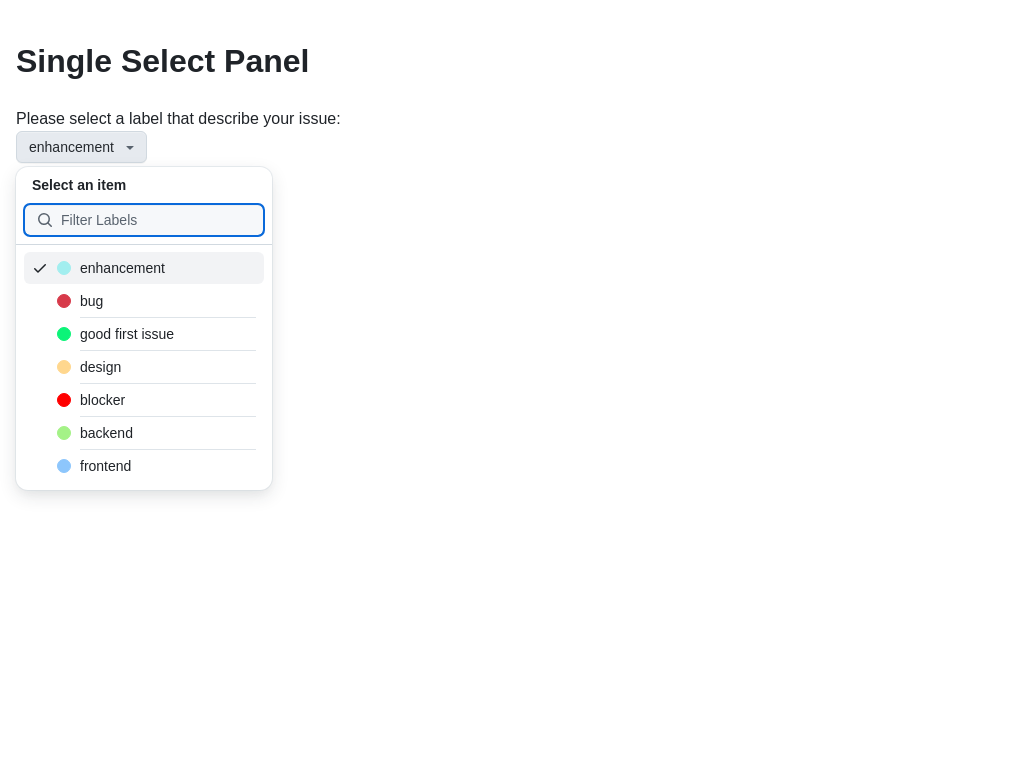 Single Select Panel
Please select a label that describe your issue:
enhancement
Select an item
Filter Labels
enhancement
bug
good first issue
design
blocker
backend
frontend